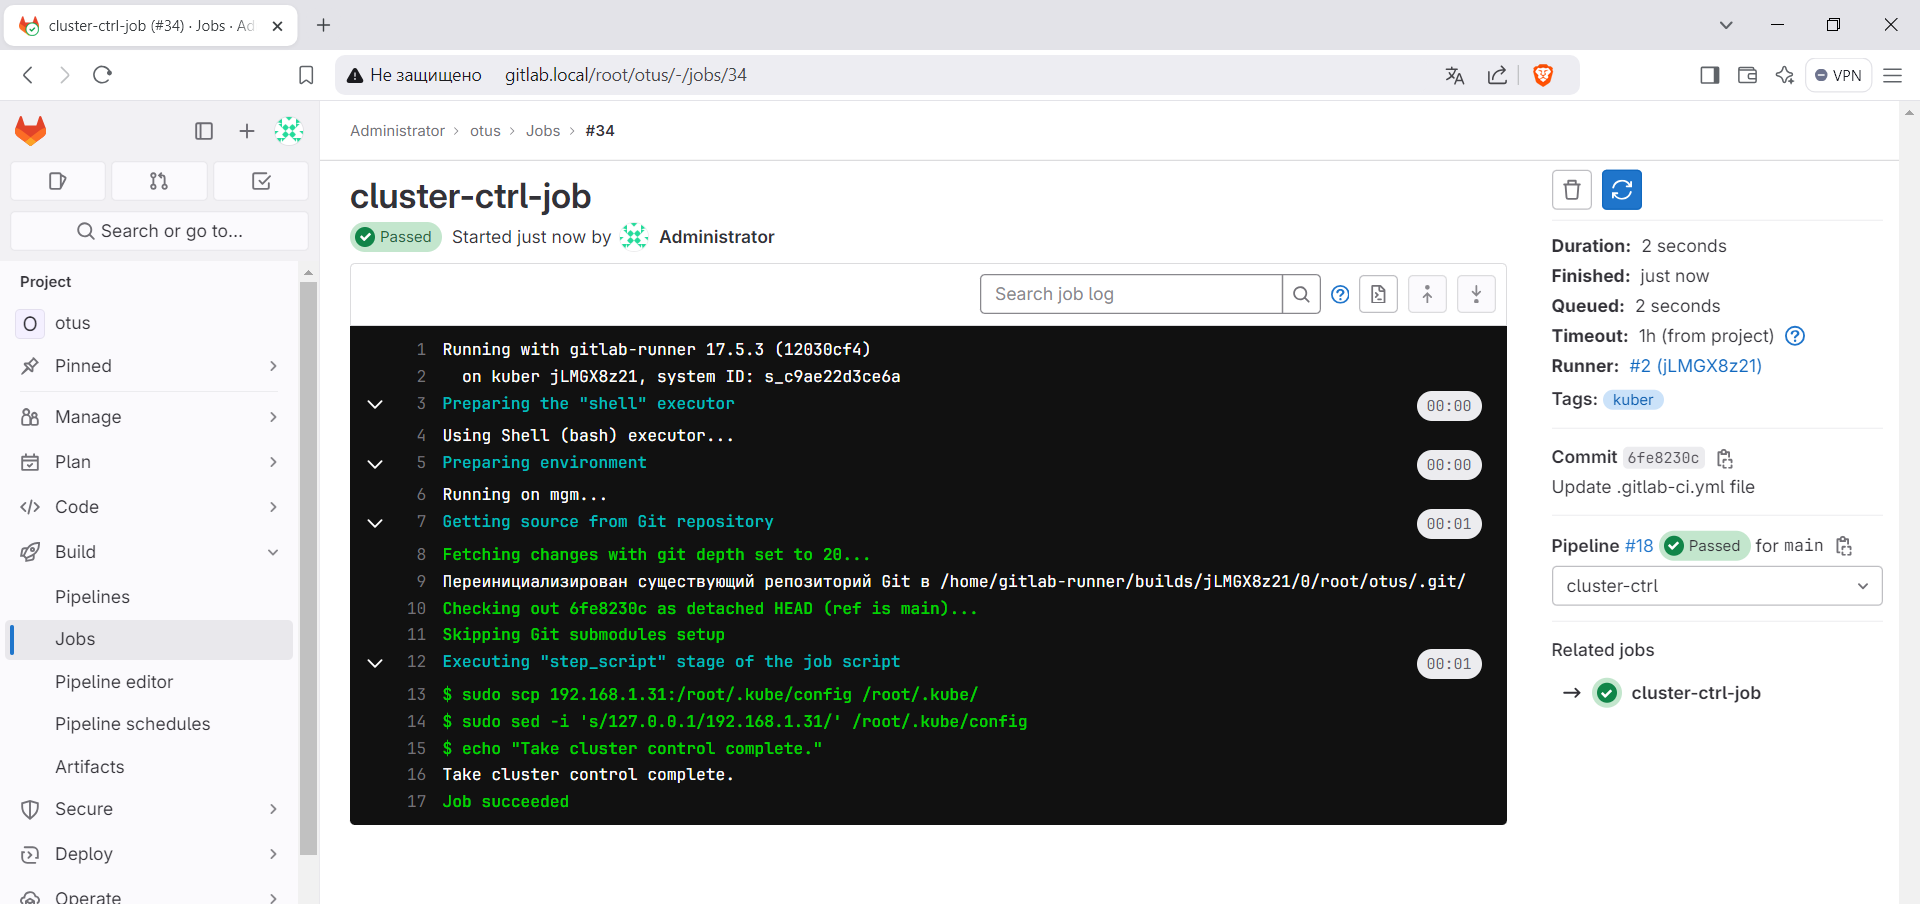 cluster-ctrl-job (#34) · Jobs · Ad
Не защищено gitlab.local/root/otus/-/jobs/34
VPN
Administrator › otus › Jobs › #34
Search or go to...
Project
O otus
Pinned
Manage
Plan
Code
Build
Pipelines
Jobs
Pipeline editor
Pipeline schedules
Artifacts
Secure
Deploy
Operate
cluster-ctrl-job
Passed Started just now by Administrator
Search job log
1 Running with gitlab-runner 17.5.3 (12030cf4)
2 on kuber jLMGX8z21, system ID: s_c9ae22d3ce6a
3 Preparing the "shell" executor 00:00
4 Using Shell (bash) executor...
5 Preparing environment 00:00
6 Running on mgm...
7 Getting source from Git repository 00:01
8 Fetching changes with git depth set to 20...
9 Переинициализирован существующий репозиторий Git в /home/gitlab-runner/builds/jLMGX8z21/0/root/otus/.git/
10 Checking out 6fe8230c as detached HEAD (ref is main)...
11 Skipping Git submodules setup
12 Executing "step_script" stage of the job script 00:01
13 $ sudo scp 192.168.1.31:/root/.kube/config /root/.kube/
14 $ sudo sed -i 's/127.0.0.1/192.168.1.31/' /root/.kube/config
15 $ echo "Take cluster control complete."
16 Take cluster control complete.
17 Job succeeded
Duration: 2 seconds
Finished: just now
Queued: 2 seconds
Timeout: 1h (from project)
Runner: #2 (jLMGX8z21)
Tags: kuber
Commit 6fe8230c
Update .gitlab-ci.yml file
Pipeline #18 Passed for main
cluster-ctrl
Related jobs
→ cluster-ctrl-job